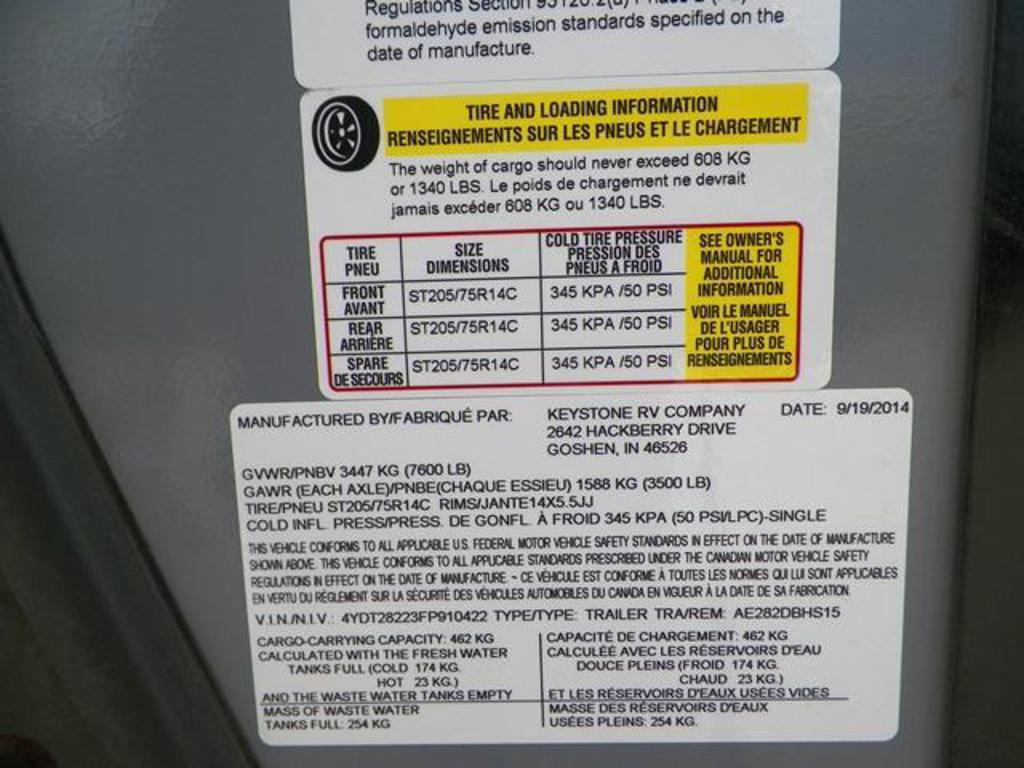 Regulations Section 93120.2(a) Phase
formaldehyde emission standards specified on the
date of manufacture.
TIRE AND LOADING INFORMATION
RENSEIGNEMENTS SUR LES PNEUS ET LE CHARGEMENT
The weight of cargo should never exceed 608 KG
or 1340 LBS. Le poids de chargement ne devrait
jamais excéder 608 KG ou 1340 LBS.
TIRE
PNEU
SIZE
DIMENSIONS
COLD TIRE PRESSURE
PRESSION DES
PNEUS A FROID
FRONT
AVANT
ST205/75R14C
345 KPA /50 PSI
REAR
ARRIÈRE
ST205/75R14C
345 KPA /50 PSI
SPARE
DE SECOURS
ST205/75R14C
345 KPA /50 PSI
SEE OWNER'S
MANUAL FOR
ADDITIONAL
INFORMATION
VOIR LE MANUEL
DE L'USAGER
POUR PLUS DE
RENSEIGNEMENTS
MANUFACTURED BY/FABRIQUÉ PAR: KEYSTONE RV COMPANY DATE: 9/19/2014
2642 HACKBERRY DRIVE
GOSHEN, IN 46526
GVWR/PNBV 3447 KG (7600 LB)
GAWR (EACH AXLE)/PNBE(CHAQUE ESSIEU) 1588 KG (3500 LB)
TIRE/PNEU ST205/75R14C RIMS/JANTE14X5.5JJ
COLD INFL. PRESS/PRESS. DE GONFL. À FROID 345 KPA (50 PSI/LPC)-SINGLE
THIS VEHICLE CONFORMS TO ALL APPLICABLE U.S. FEDERAL MOTOR VEHICLE SAFETY STANDARDS IN EFFECT ON THE DATE OF MANUFACTURE
SHOWN ABOVE. THIS VEHICLE CONFORMS TO ALL APPLICABLE STANDARDS PRESCRIBED UNDER THE CANADIAN MOTOR VEHICLE SAFETY
REGULATIONS IN EFFECT ON THE DATE OF MANUFACTURE. - CE VÉHICULE EST CONFORME À TOUTES LES NORMES QUI LUI SONT APPLICABLES
EN VERTU DU RÉGLEMENT SUR LA SÉCURITÉ DES VÉHICULES AUTOMOBILES DU CANADA EN VIGUEUR À LA DATE DE SA FABRICATION.
V.I.N./N.I.V.: 4YDT28223FP910422 TYPE/TYPE: TRAILER TRA/REM: AE282DBHS15
CARGO-CARRYING CAPACITY: 462 KG
CALCULATED WITH THE FRESH WATER
TANKS FULL (COLD 174 KG.
HOT 23 KG.)
AND THE WASTE WATER TANKS EMPTY
MASS OF WASTE WATER
TANKS FULL: 254 KG
CAPACITÉ DE CHARGEMENT: 462 KG
CALCULÉE AVEC LES RÉSERVOIRS D'EAU
DOUCE PLEINS (FROID 174 KG.
CHAUD 23 KG.)
ET LES RÉSERVOIRS D'EAUX USÉES VIDES
MASSE DES RÉSERVOIRS D'EAUX
USÉES PLEINS: 254 KG.